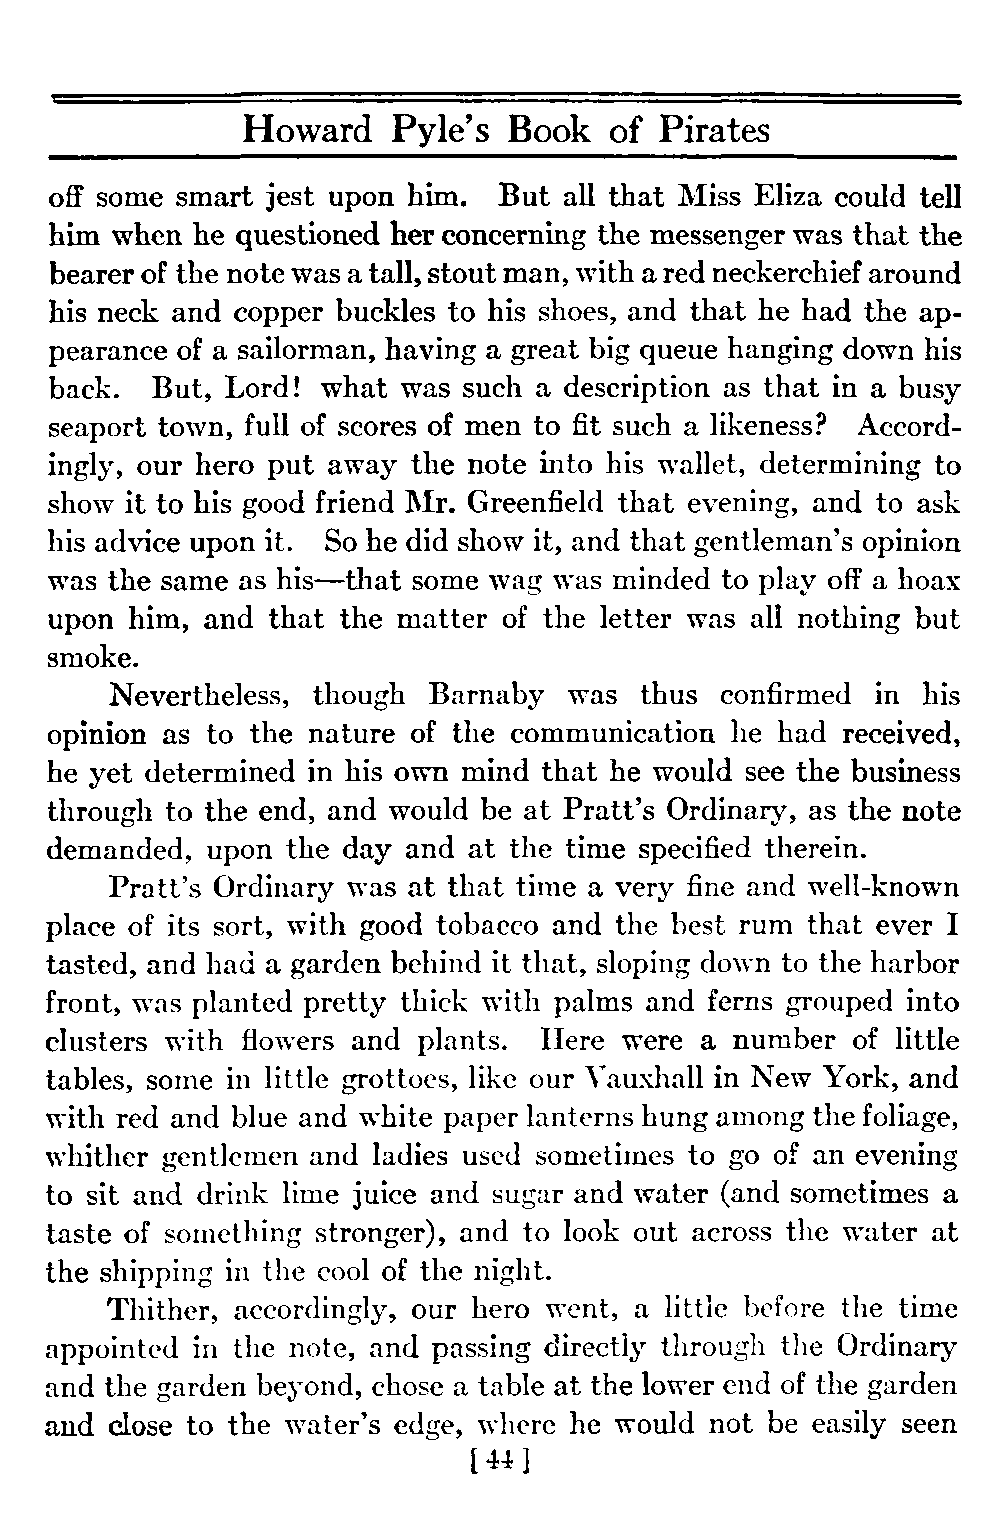 Howard Pyle's Book of Pirates
off some smart jest upon him. But all that Miss Eliza could tell
him when he questioned her concerning the messenger was that the
bearer of the note was a tall, stout man, with a red neckerchief around
his neck and copper buckles to his shoes, and that he had the ap-
pearance of a sailorman, having a great big queue hanging down his
back. But, Lord! what was such a description as that in a busy
seaport town, full of scores of men to fit such a likeness? Accord-
ingly, our hero put away the note into his wallet, determining to
show it to his good friend Mr. Greenfield that evening, and to ask
his advice upon it. So he did show it, and that gentleman's opinion
was the same as his—that some wag was minded to play off a hoax
upon him, and that the matter of the letter was all nothing but
smoke.
Nevertheless, though Barnaby was thus confirmed in his
opinion as to the nature of the communication he had received,
he yet determined in his own mind that he would see the business
through to the end, and would be at Pratt's Ordinary, as the note
demanded, upon the day and at the time specified therein.
Pratt's Ordinary was at that time a very fine and well-known
place of its sort, with good tobacco and the best rum that ever I
tasted, and had a garden behind it that, sloping down to the harbor
front, was planted pretty thick with palms and ferns grouped into
clusters with flowers and plants. Here were a number of little
tables, some in little grottoes, like our Vauxhall in New York, and
with red and blue and white paper lanterns hung among the foliage,
whither gentlemen and ladies used sometimes to go of an evening
to sit and drink lime juice and sugar and water (and sometimes a
taste of something stronger), and to look out across the water at
the shipping in the cool of the night.
Thither, accordingly, our hero went, a little before the time
appointed in the note, and passing directly through the Ordinary
and the garden beyond, chose a table at the lower end of the garden
and close to the water's edge, where he would not be easily seen
[ 44 ]